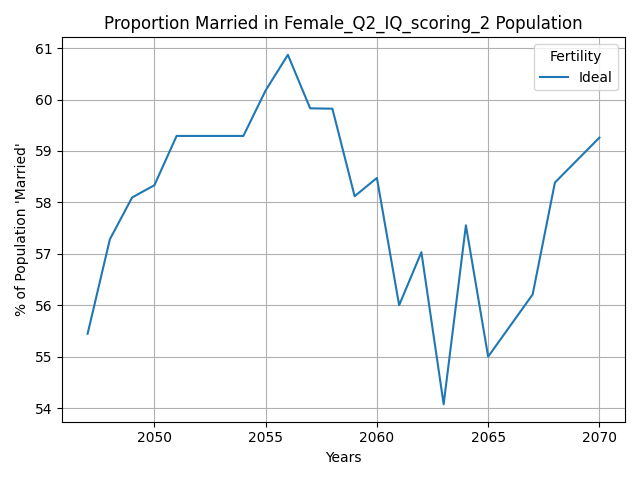 Proportion Married in Female_Q2_IQ_scoring_2 Population
Fertility
Ideal
% of Population 'Married'
61
60
59
58
57
56
55
54
2050 2055 2060 2065 2070
Years